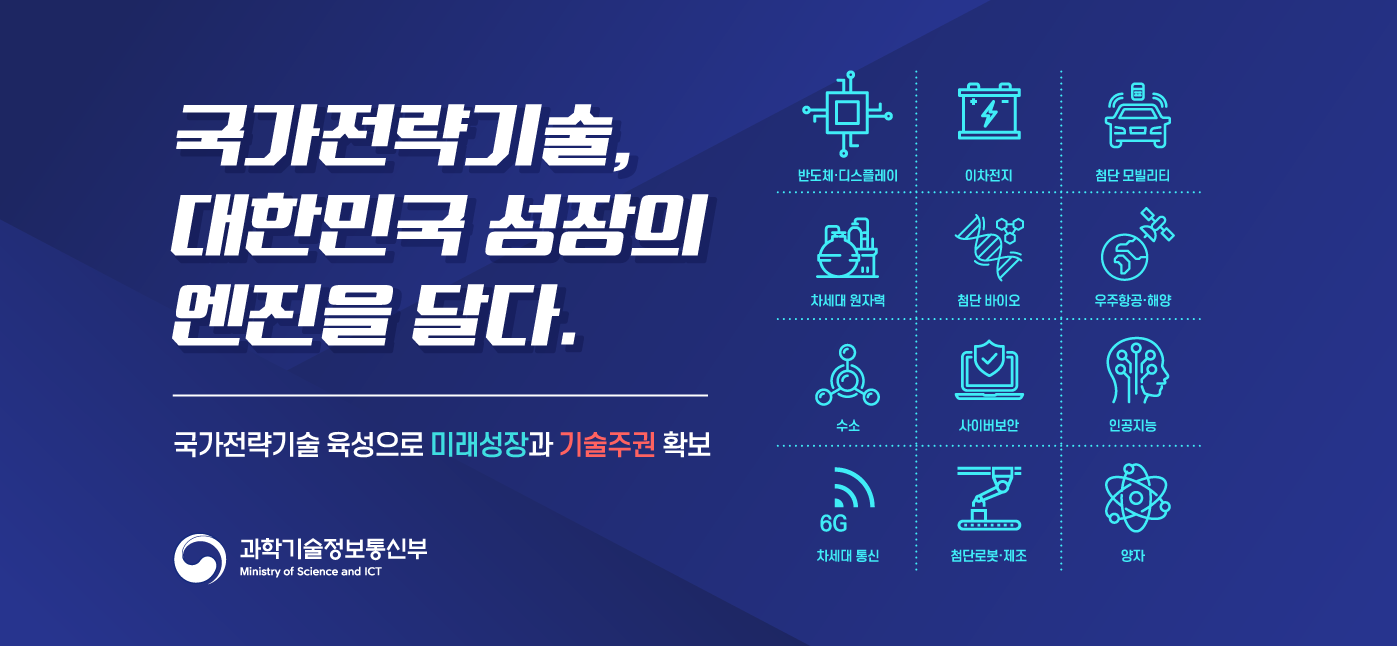 국가전략기술,
대한민국 성장의
엔진을 달다.
국가전략기술 육성으로 미래성장과 기술주권 확보
과학기술정보통신부
Ministry of Science and ICT
반도체·디스플레이
이차전지
첨단 모빌리티
차세대 원자력
첨단 바이오
우주항공·해양
수소
사이버보안
인공지능
6G
차세대 통신
첨단로봇·제조
양자